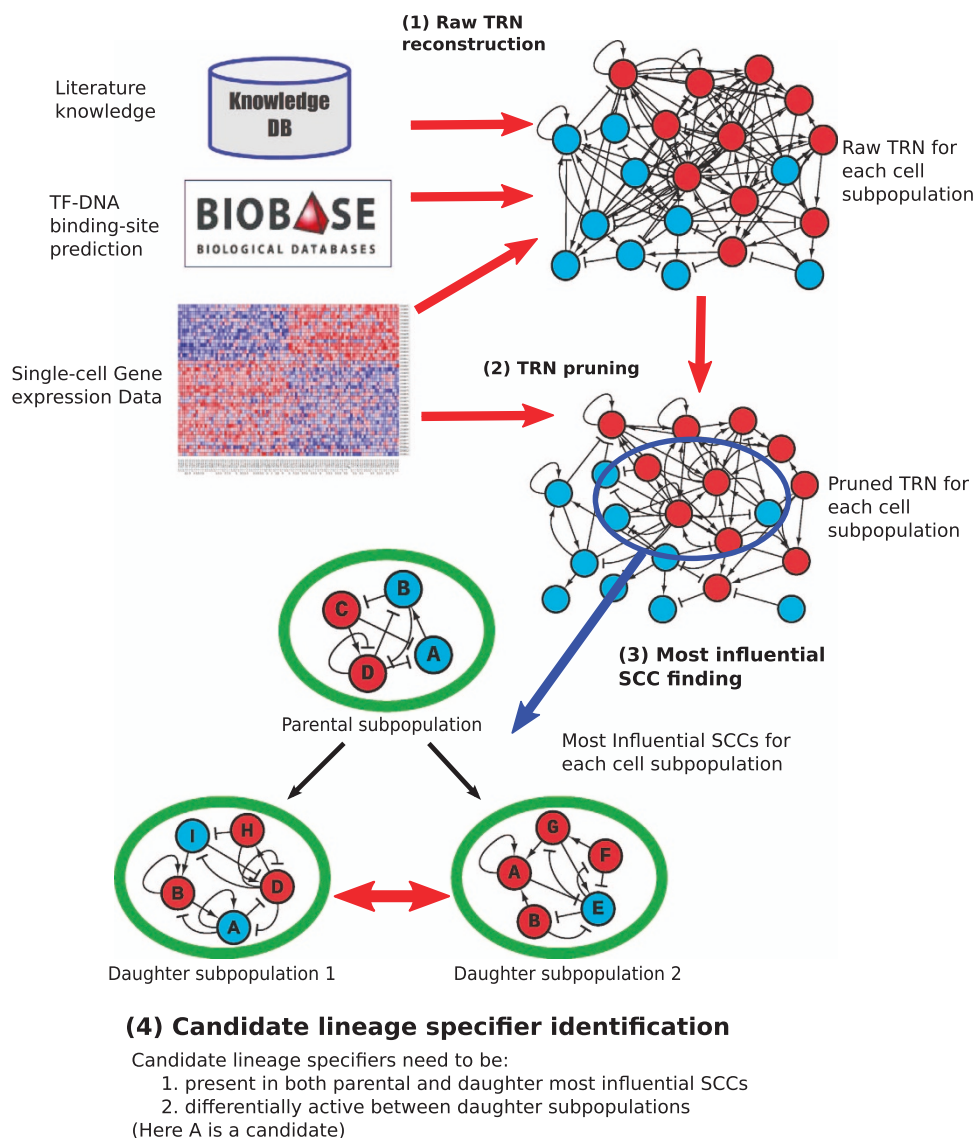 (1) Raw TRN
reconstruction
Literature
knowledge
Knowledge
DB
TF-DNA
binding-site
prediction
BIOBASE
BIOLOGICAL DATABASES
Raw TRN for
each cell
subpopulation
Single-cell Gene
expression Data
(2) TRN pruning
Pruned TRN for
each cell
subpopulation
C
B
A
D
Parental subpopulation
(3) Most influential
SCC finding
Most Influential SCCs for
each cell subpopulation
I
H
B
D
A
Daughter subpopulation 1
G
F
A
E
B
Daughter subpopulation 2
(4) Candidate lineage specifier identification
Candidate lineage specifiers need to be:
1. present in both parental and daughter most influential SCCs
2. differentially active between daughter subpopulations
(Here A is a candidate)